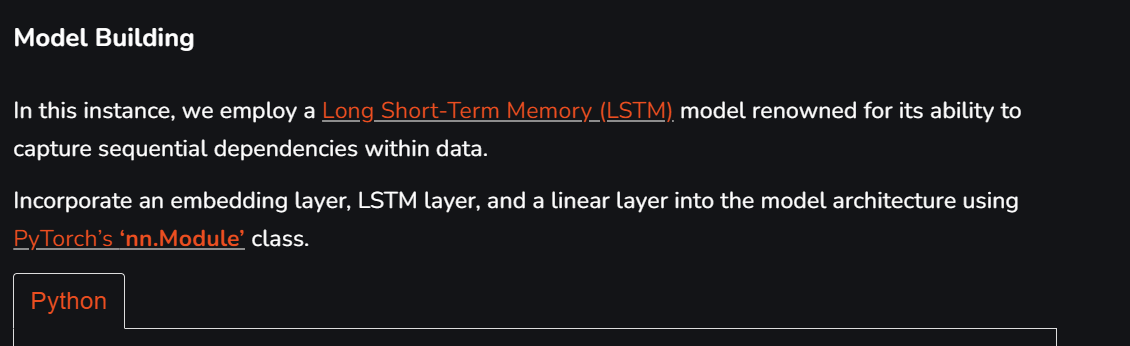 Model Building
In this instance, we employ a Long Short-Term Memory (LSTM) model renowned for its ability to
capture sequential dependencies within data.
Incorporate an embedding layer, LSTM layer, and a linear layer into the model architecture using
PyTorch’s ‘nn.Module’ class.
Python